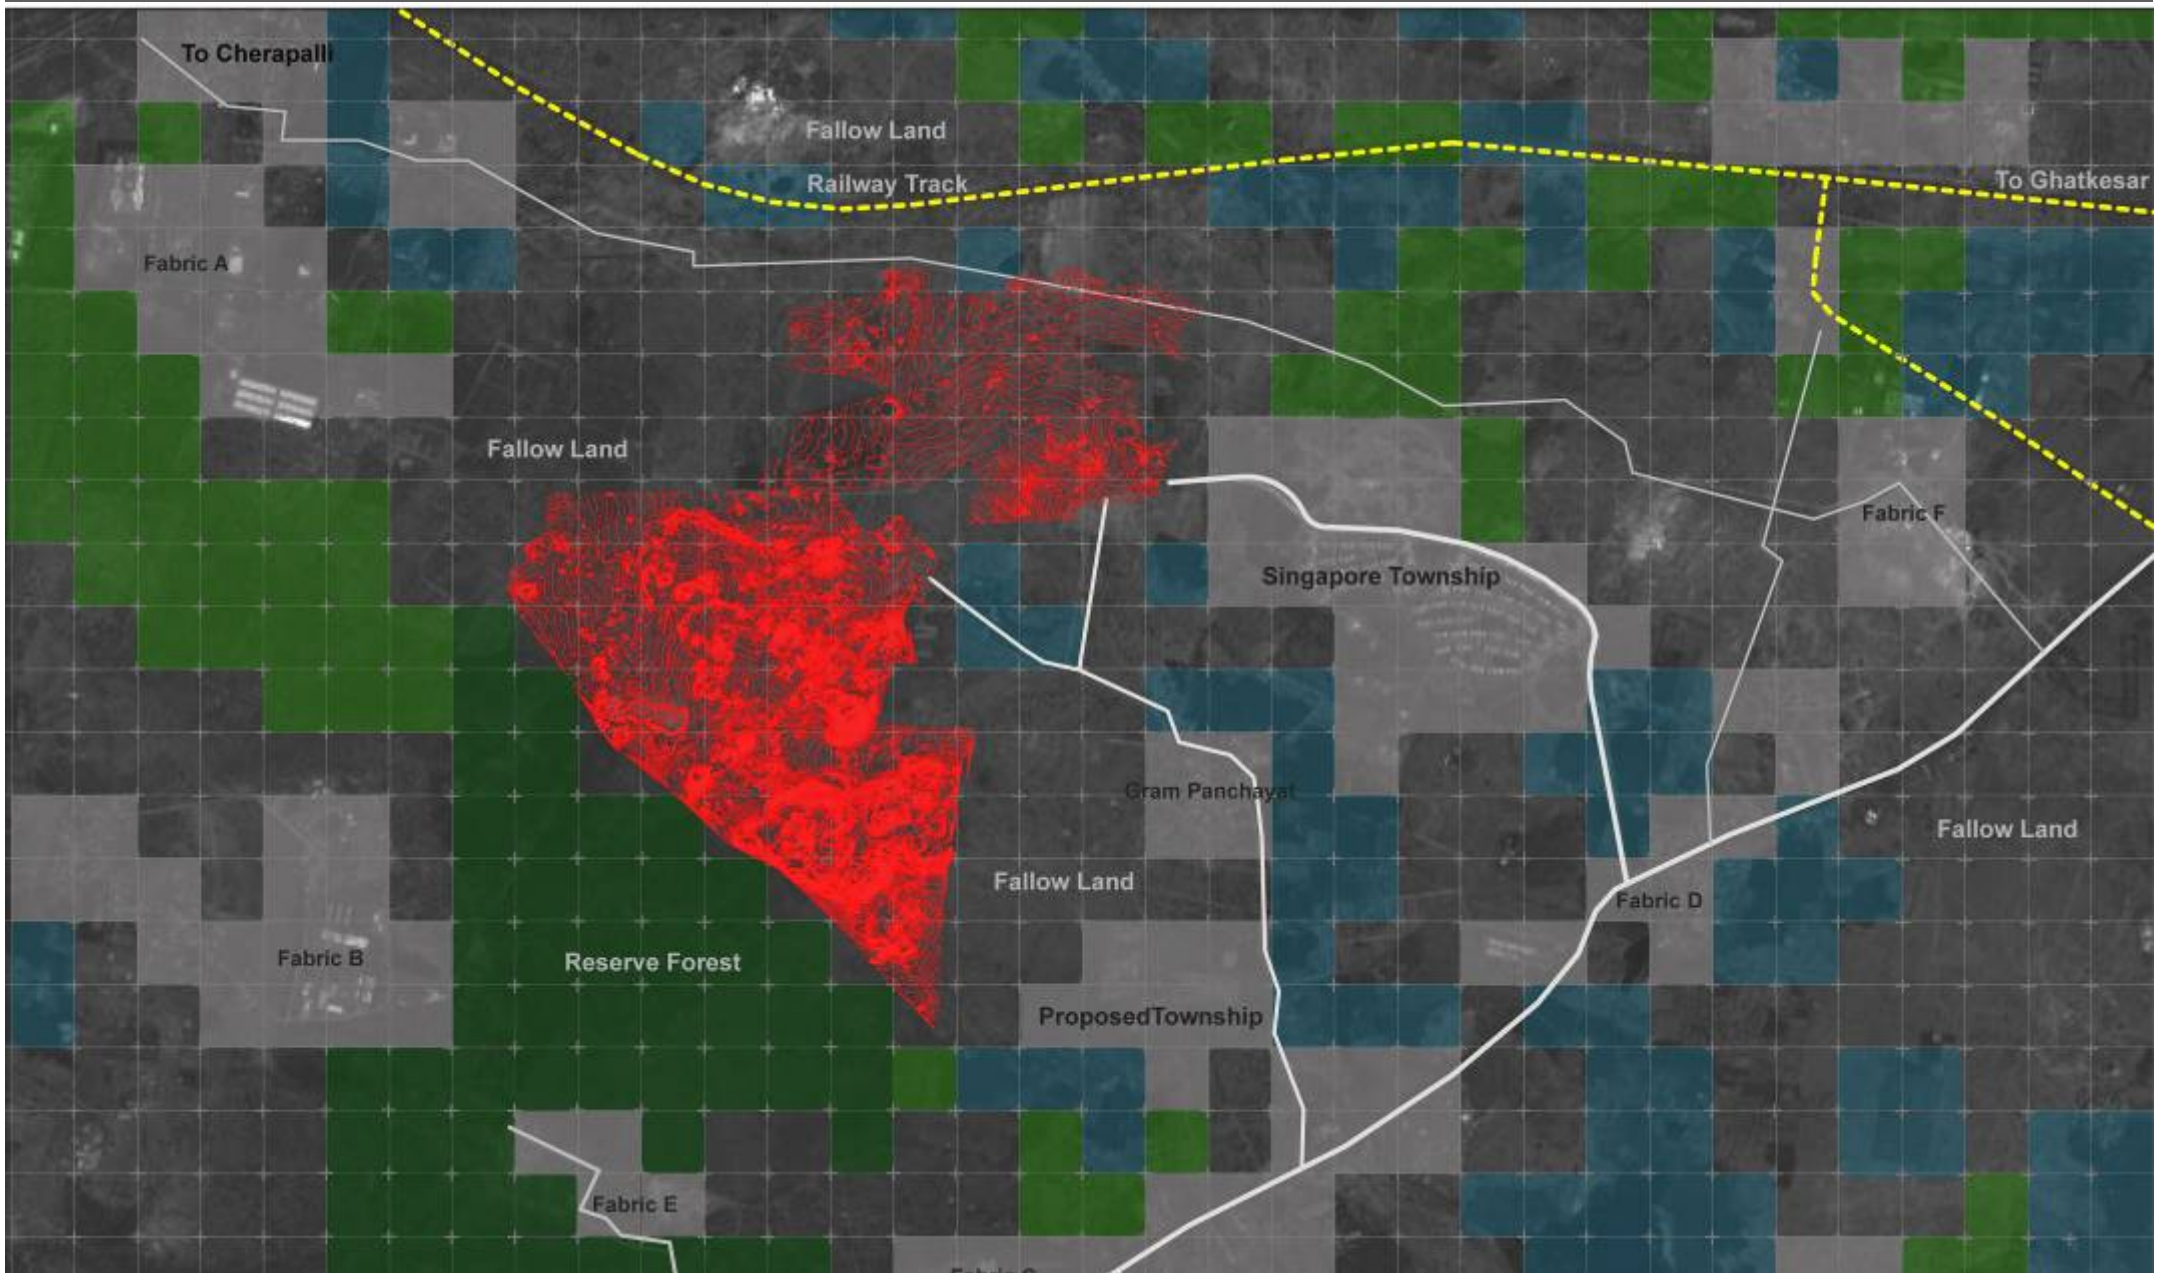 To Cherapalli
Fallow Land
Railway Track
To Ghatkesar
Fabric A
Fallow Land
Fabric F
Singapore Township
Gram Panchayat
Fallow Land
Fallow Land
Fabric D
Fabric B
Reserve Forest
ProposedTownship
Fabric E